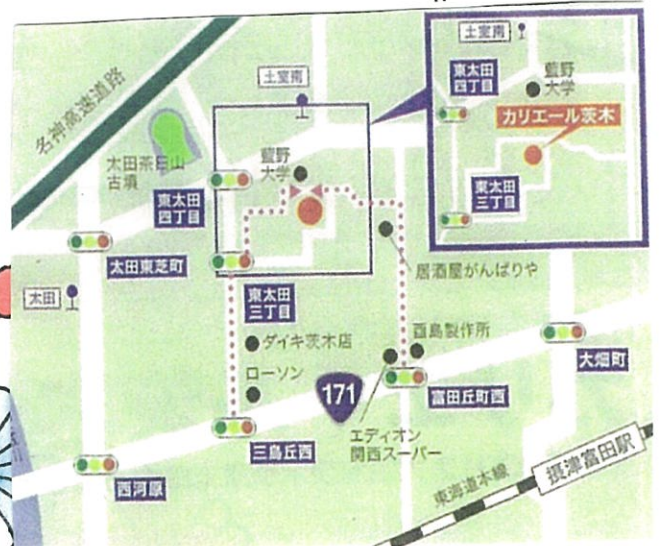 名神高速道路
土室南
太田茶臼山
古墳
藍野
大学
東太田
四丁目
太田東芝町
太田
東太田
三丁目
居酒屋がんばりや
ダイキ茨木店
ローソン
酉島製作所
大畑町
富田丘町西
171
エディオン
関西スーパー
三島丘西
西河原
東海道本線
摂津富田駅
土室南
東太田
四丁目
藍野
大学
カリエール茨木
東太田
三丁目